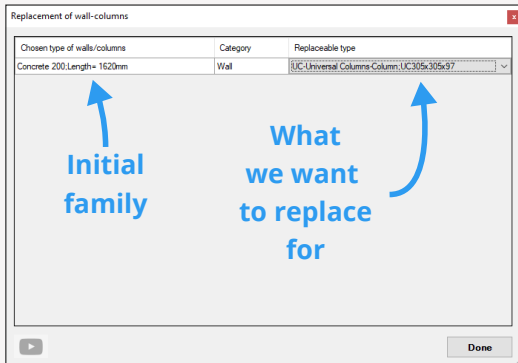 Replacement of wall-columns
x
Chosen type of walls/columns Category Replaceable type
Concrete 200;Length= 1620mm Wall UC-Universal Columns-Column;UC305x305x97
Initial
family
What
we want
to replace
for
Done